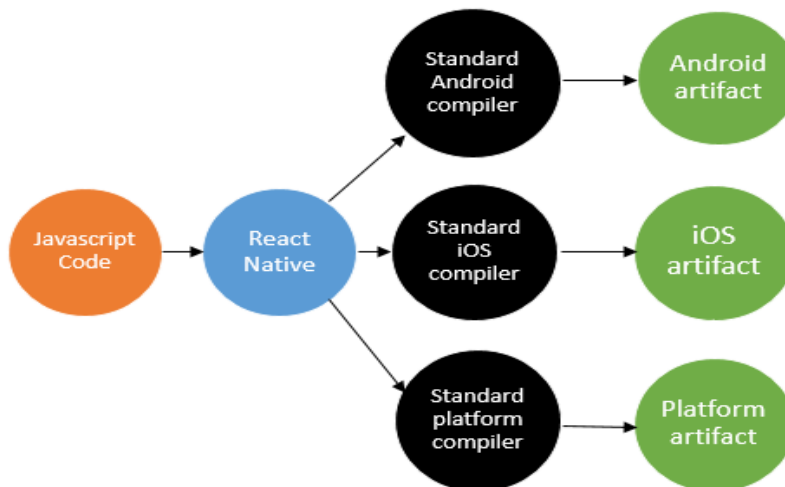 Javascript
Code
React
Native
Standard
Android
compiler
Android
artifact
Standard
iOS
compiler
iOS
artifact
Standard
platform
compiler
Platform
artifact